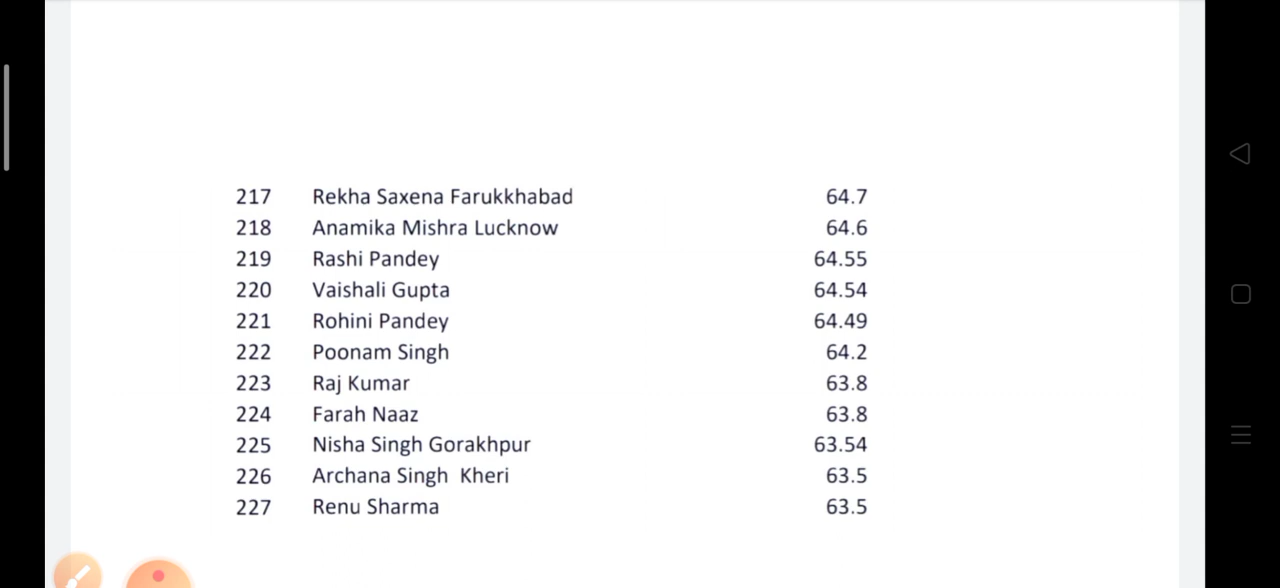 217 Rekha Saxena Farukkhabad 64.7
218 Anamika Mishra Lucknow 64.6
219 Rashi Pandey 64.55
220 Vaishali Gupta 64.54
221 Rohini Pandey 64.49
222 Poonam Singh 64.2
223 Raj Kumar 63.8
224 Farah Naaz 63.8
225 Nisha Singh Gorakhpur 63.54
226 Archana Singh  Kheri 63.5
227 Renu Sharma 63.5